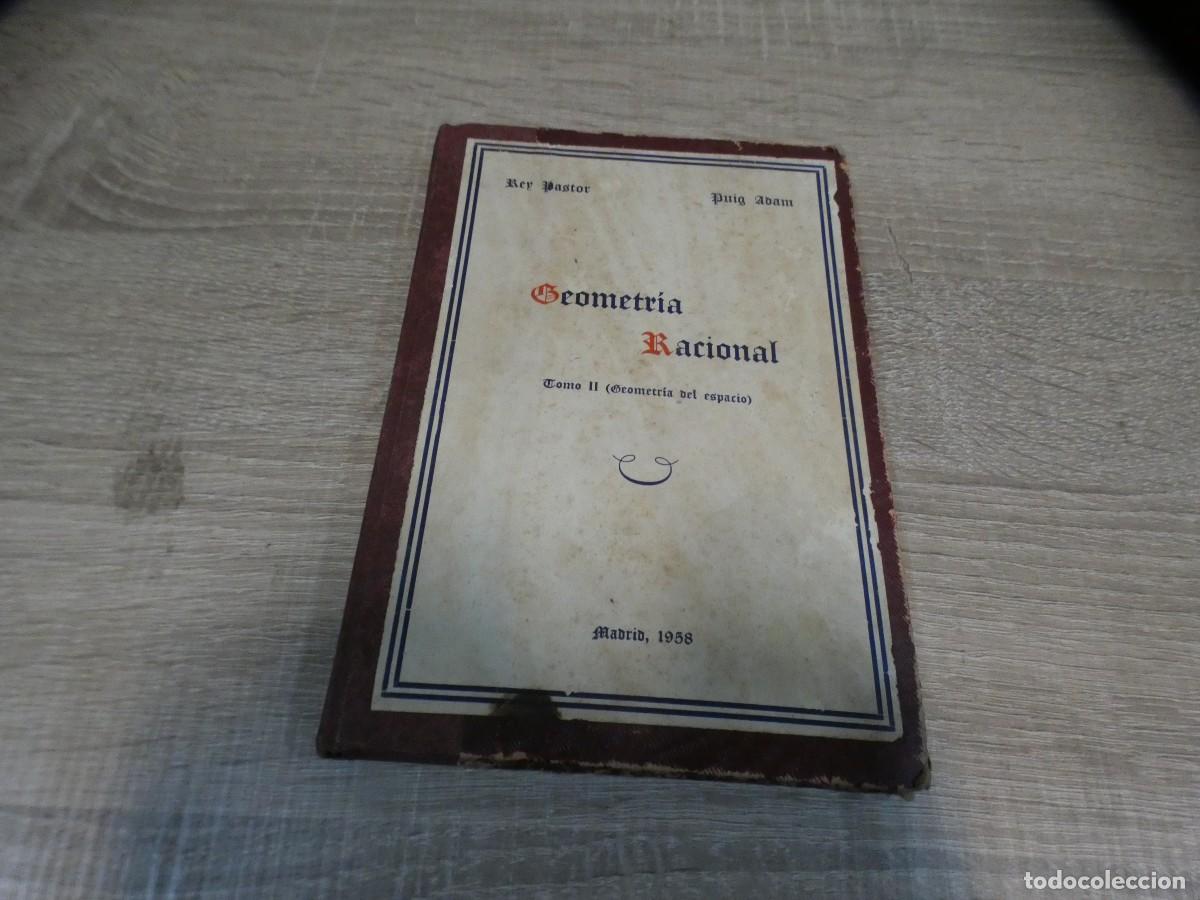 Rey Pastor
Puig Adam
Geometría
Racional
Tomo II (Geometría del espacio)
Madrid, 1958
todocoleccion